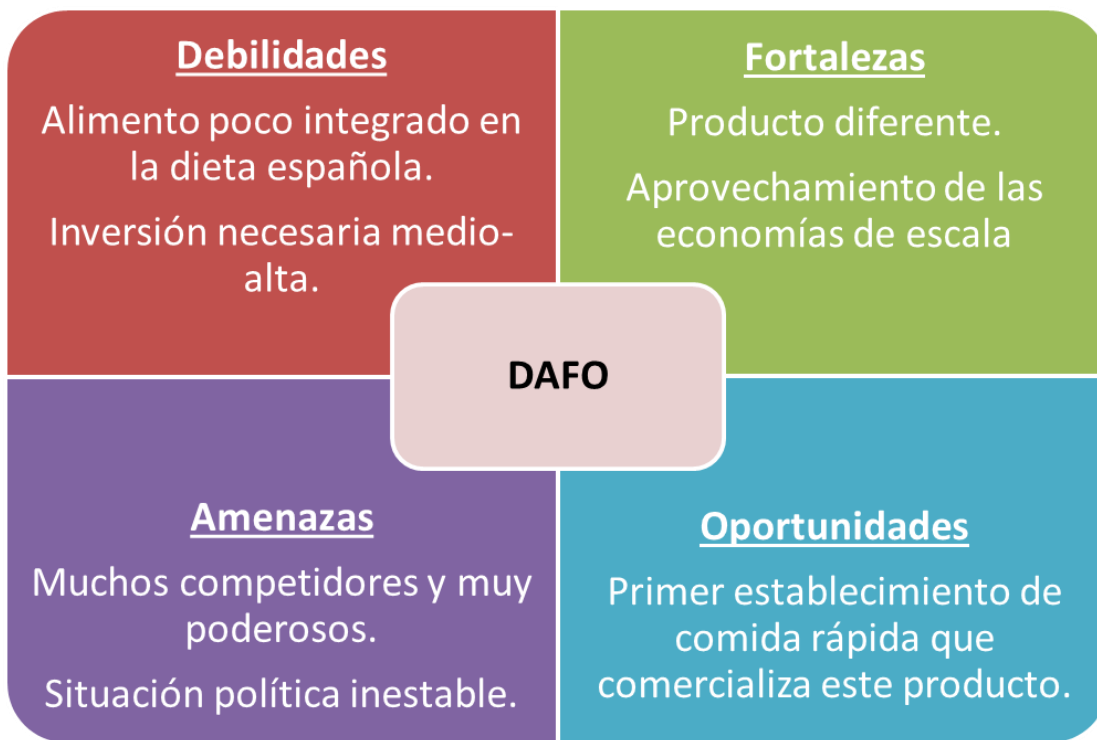 Debilidades
Alimento poco integrado en
la dieta española.
Inversión necesaria medio-
alta.
Fortalezas
Producto diferente.
Aprovechamiento de las
economías de escala
DAFO
Amenazas
Muchos competidores y muy
poderosos.
Situación política inestable.
Oportunidades
Primer establecimiento de
comida rápida que
comercializa este producto.